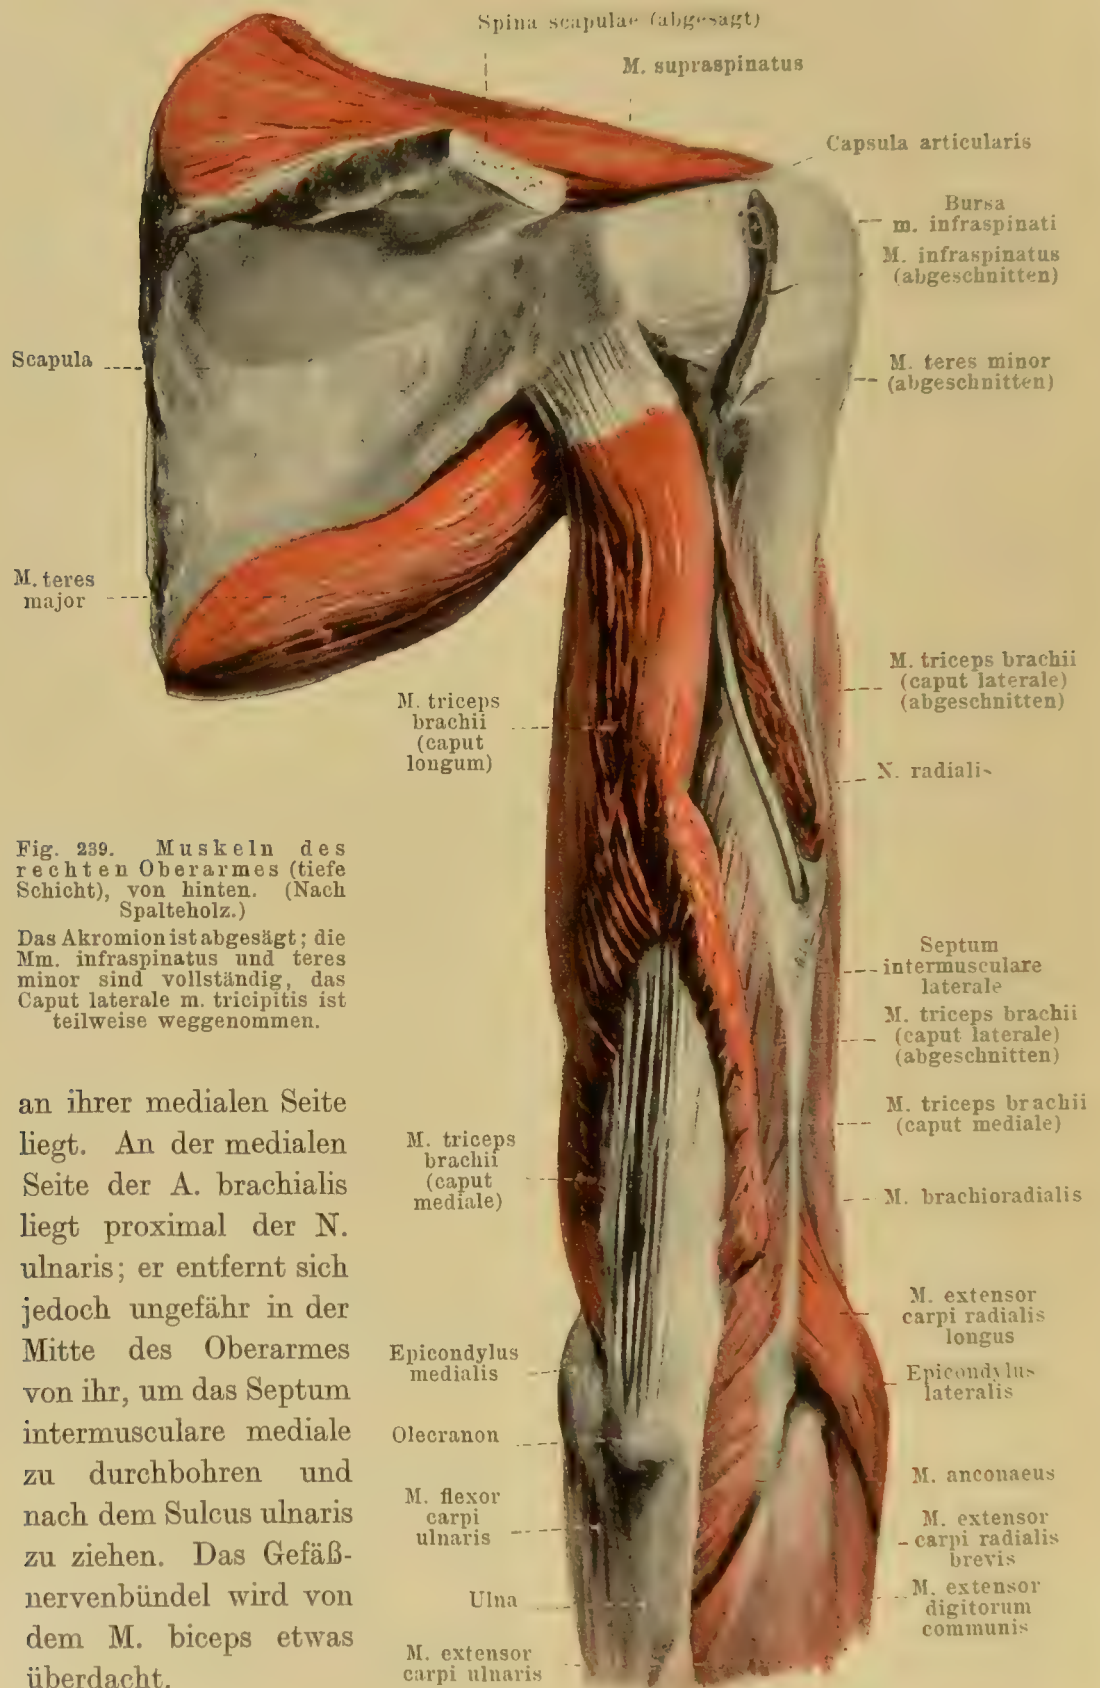 Spina scapulae (abgesagt)
M. supraspinatus
Capsula articularis
Bursa
m. infraspinati
M. infraspinatus
(abgeschnitten)
Scapula
M. teres minor
(abgeschnitten)
M. teres
major
M. triceps brachii
(caput laterale)
(abgeschnitten)
M. triceps
brachii
(caput
longum)
N. radialis
Fig. 239. Muskeln des
rechten Oberarmes (tiefe
Schicht), von hinten. (Nach
Spalteholz.)
Das Akromion ist abgesägt; die
Mm. infraspinatus und teres
minor sind vollständig, das
Caput laterale m. tricipitis ist
teilweise weggenommen.
Septum
intermusculare
laterale
M. triceps brachii
(caput laterale)
(abgeschnitten)
M. triceps brachii
(caput mediale)
M. triceps
brachii
(caput
mediale)
M. brachioradialis
M. extensor
carpi radialis
longus
Epicondylus
medialis
Epicondylus
lateralis
Olecranon
M. anconaeus
M. flexor
carpi
ulnaris
M. extensor
carpi radialis
brevis
Ulna
M. extensor
digitorum
communis
M. extensor
carpi ulnaris
an ihrer medialen Seite
liegt. An der medialen
Seite der A. brachialis
liegt proximal der N.
ulnaris; er entfernt sich
jedoch ungefähr in der
Mitte des Oberarmes
von ihr, um das Septum
intermusculare mediale
zu durchbohren und
nach dem Sulcus ulnaris
zu ziehen. Das Gefäß-
nervenbündel wird von
dem M. biceps etwas
überdacht.